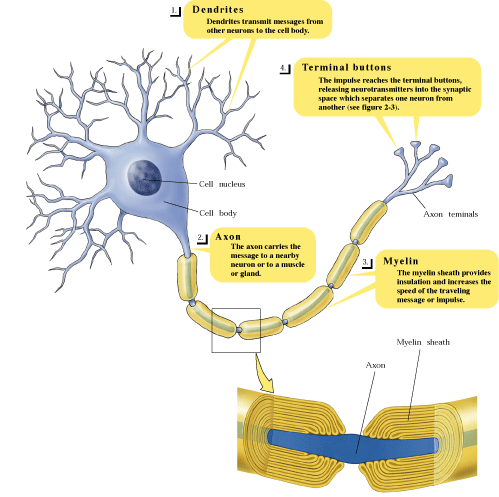 1. Dendrites
Dendrites transmit messages from
other neurons to the cell body.
4. Terminal buttons
The impulse reaches the terminal buttons,
releasing neurotransmitters into the synaptic
space which separates one neuron from
another (see figure 2-3).
Cell nucleus
Cell body
Axon teminals
2. Axon
The axon carries the
message to a nearby
neuron or to a muscle
or gland.
3. Myelin
The myelin sheath provides
insulation and increases the
speed of the traveling
message or impulse.
Myelin sheath
Axon